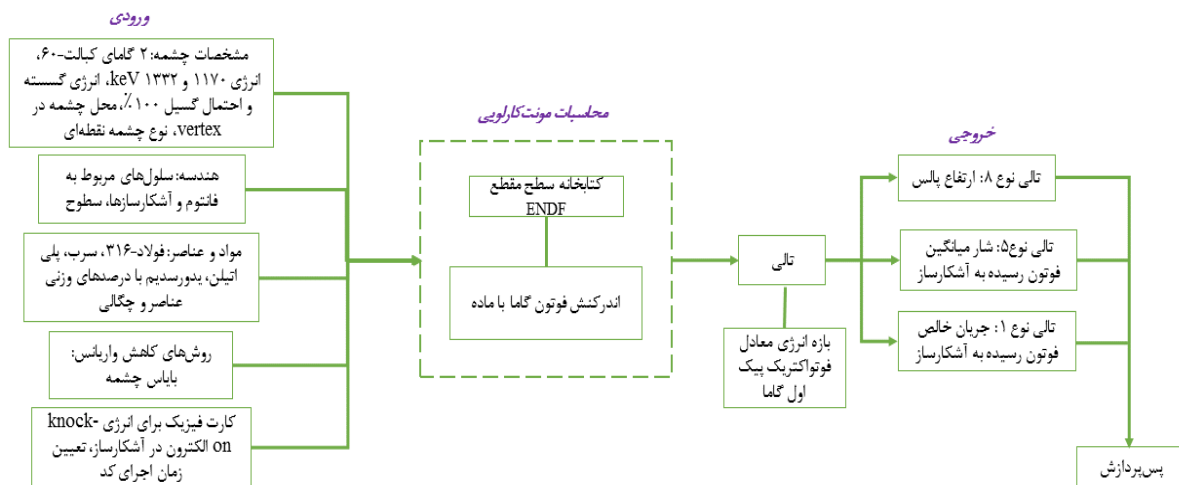 ورودی
مشخصات چشمه: ۲ گامای کبالت-۶۰،
انرژی ۱۱۷۰ و ۱۳۳۲ keV، انرژی گسسته
و احتمال گسیل ۱۰۰٪، محل چشمه در
vertex، نوع چشمه نقطه‌ای
هندسه: سلول‌های مربوط به
فانتوم و آشکارسازها، سطوح
مواد و عناصر: فولاد-۳۱۶، سرب، پلی
اتیلن، یدورسدیم با درصدهای وزنی
عناصر و چگالی
روش‌های کاهش واریانس:
بایاس چشمه
کارت فیزیک برای انرژی knock-
on الکترون در آشکارساز، تعیین
زمان اجرای کد
محاسبات مونت‌کارلویی
کتابخانه سطح مقطع
ENDF
اندرکنش فوتون گاما با ماده
تالی
بازه انرژی معادل
فوتواکتریک پیک
اول گاما
خروجی
تالی نوع ۸: ارتفاع پالس
تالی نوع۵: شار میانگین
فوتون رسیده به آشکارساز
تالی نوع ۱: جریان خالص
فوتون رسیده به آشکارساز
پس‌پردازش